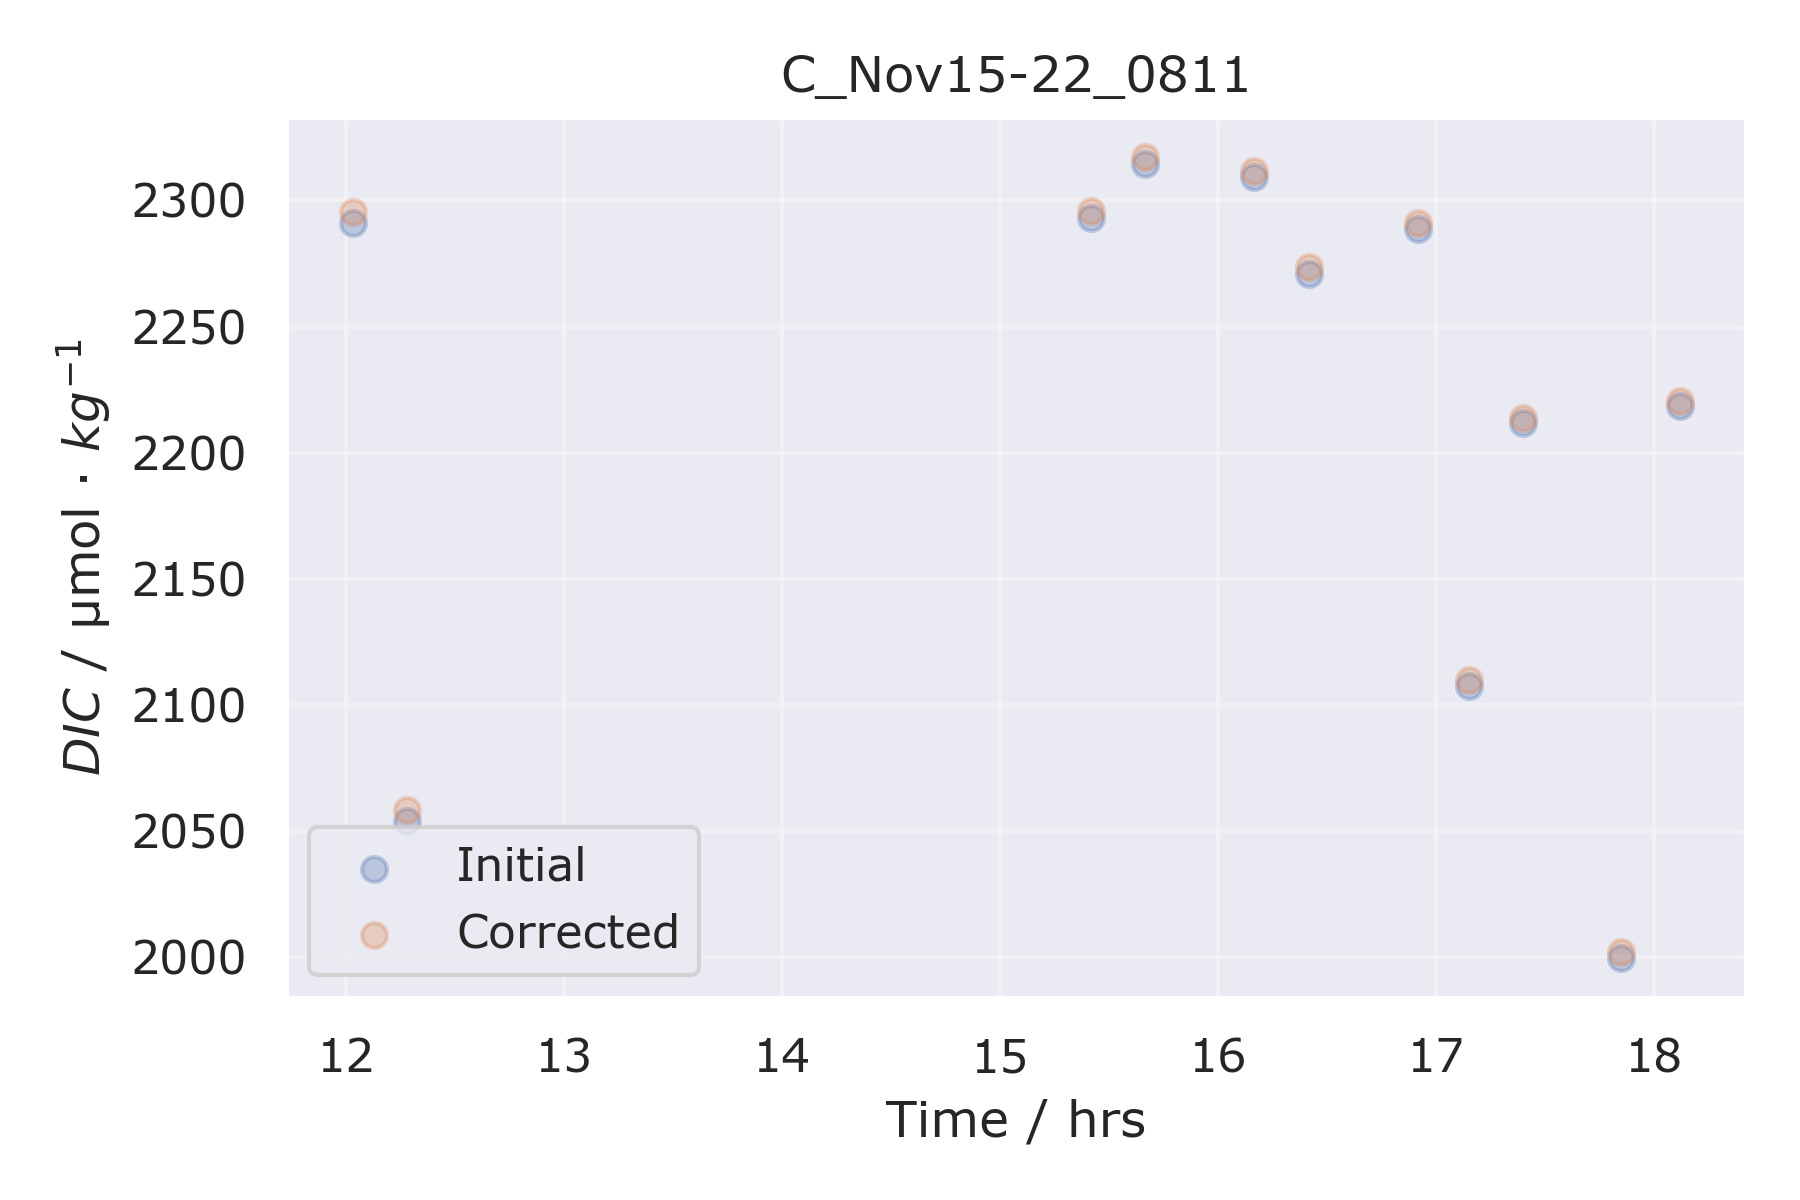 C_Nov15-22_0811
2300
2250
2200
2150
2100
2050
2000
DIC / µmol · kg⁻¹
Initial
Corrected
12 13 14 15 16 17 18
Time / hrs